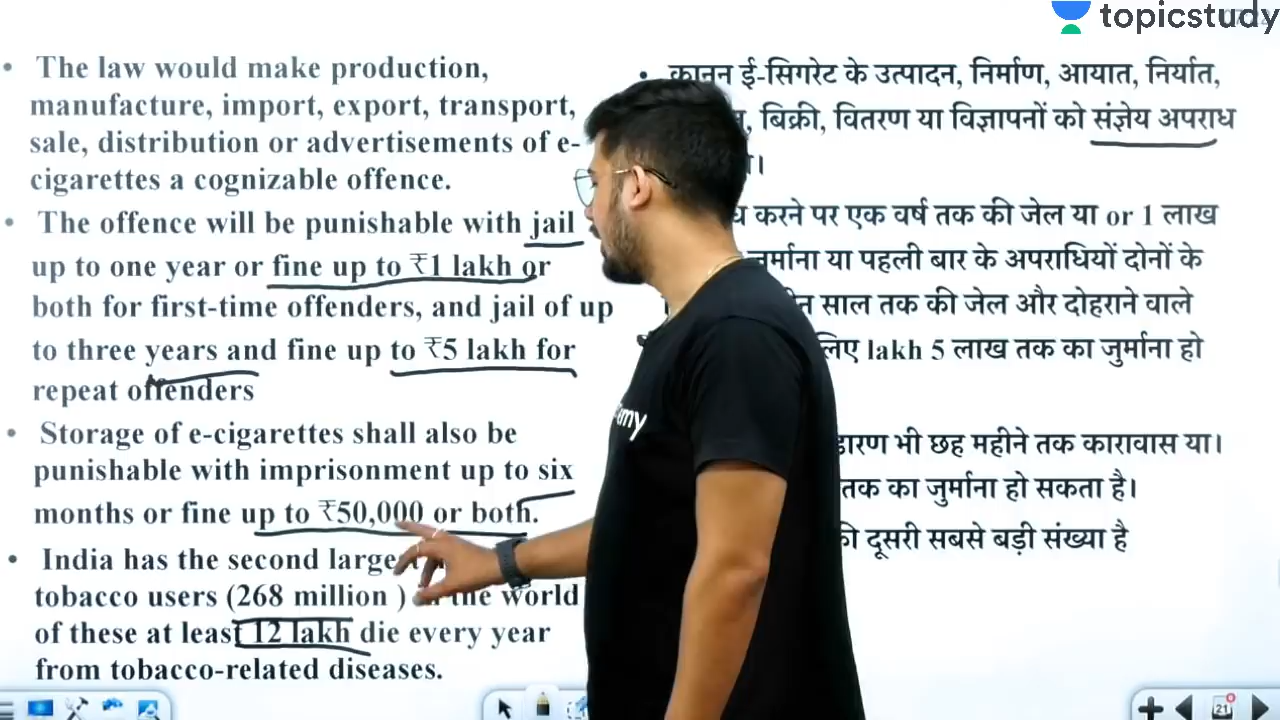 topicstudy
• The law would make production,
manufacture, import, export, transport,
sale, distribution or advertisements of e-
cigarettes a cognizable offence.
• The offence will be punishable with jail
up to one year or fine up to ₹1 lakh or
both for first-time offenders, and jail of up
to three years and fine up to ₹5 lakh for
repeat offenders
• Storage of e-cigarettes shall also be
punishable with imprisonment up to six
months or fine up to ₹50,000 or both.
• India has the second
tobacco users (268 million ) the world
of these at least 12 lakh die every year
from tobacco-related diseases.
• कानून ई-सिगरेट के उत्पादन, निर्माण, आयात, निर्यात,
बिक्री, वितरण या विज्ञापनों को संज्ञेय अपराध
करने पर एक वर्ष तक की जेल या or 1 लाख
जुर्माना या पहली बार के अपराधियों दोनों के
साल तक की जेल और दोहराने वाले
लिए lakh 5 लाख तक का जुर्माना हो
भी छह महीने तक कारावास या।
तक का जुर्माना हो सकता है।
की दूसरी सबसे बड़ी संख्या है
21